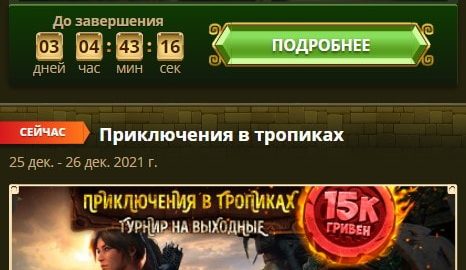 До завершения
03 : 04 : 43 : 16
дней час мин сек
ПОДРОБНЕЕ
СЕЙЧАС
Приключения в тропиках
25 дек. - 26 дек. 2021 г.
ПРИКЛЮЧЕНИЯ В ТРОПИКАХ
ТУРНИР НА ВЫХОДНЫЕ
15К
ГРИВЕН